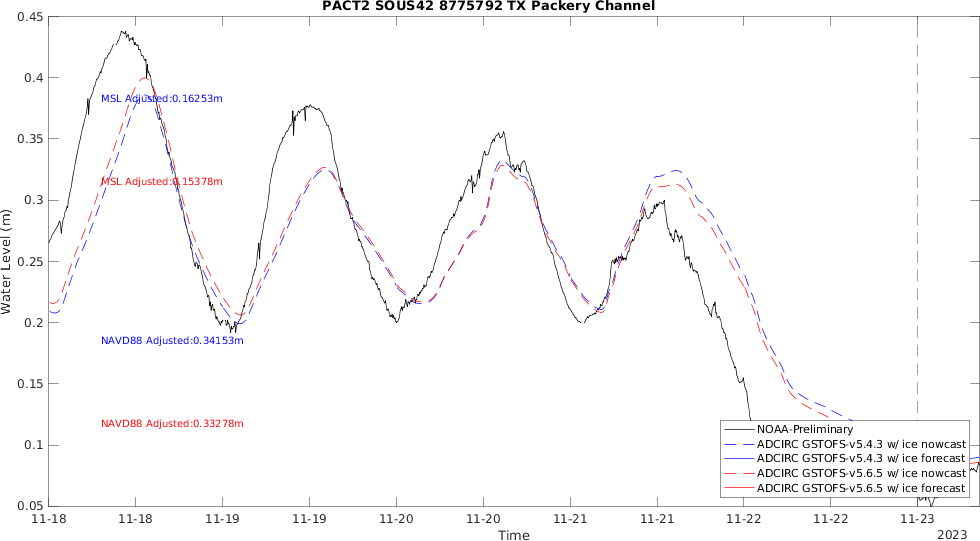 PACT2 SOUS42 8775792 TX Packery Channel
0.45
0.4
0.35
0.3
0.25
0.2
0.15
0.1
0.05
Water Level (m)
MSL Adjusted:0.16253m
MSL Adjusted:0.15378m
NAVD88 Adjusted:0.34153m
NAVD88 Adjusted:0.33278m
NOAA-Preliminary
ADCIRC GSTOFS-v5.4.3 w/ ice nowcast
ADCIRC GSTOFS-v5.4.3 w/ ice forecast
ADCIRC GSTOFS-v5.6.5 w/ ice nowcast
ADCIRC GSTOFS-v5.6.5 w/ ice forecast
11-18 11-18 11-19 11-19 11-20 11-20 11-21 11-21 11-22 11-22 11-23
Time
2023